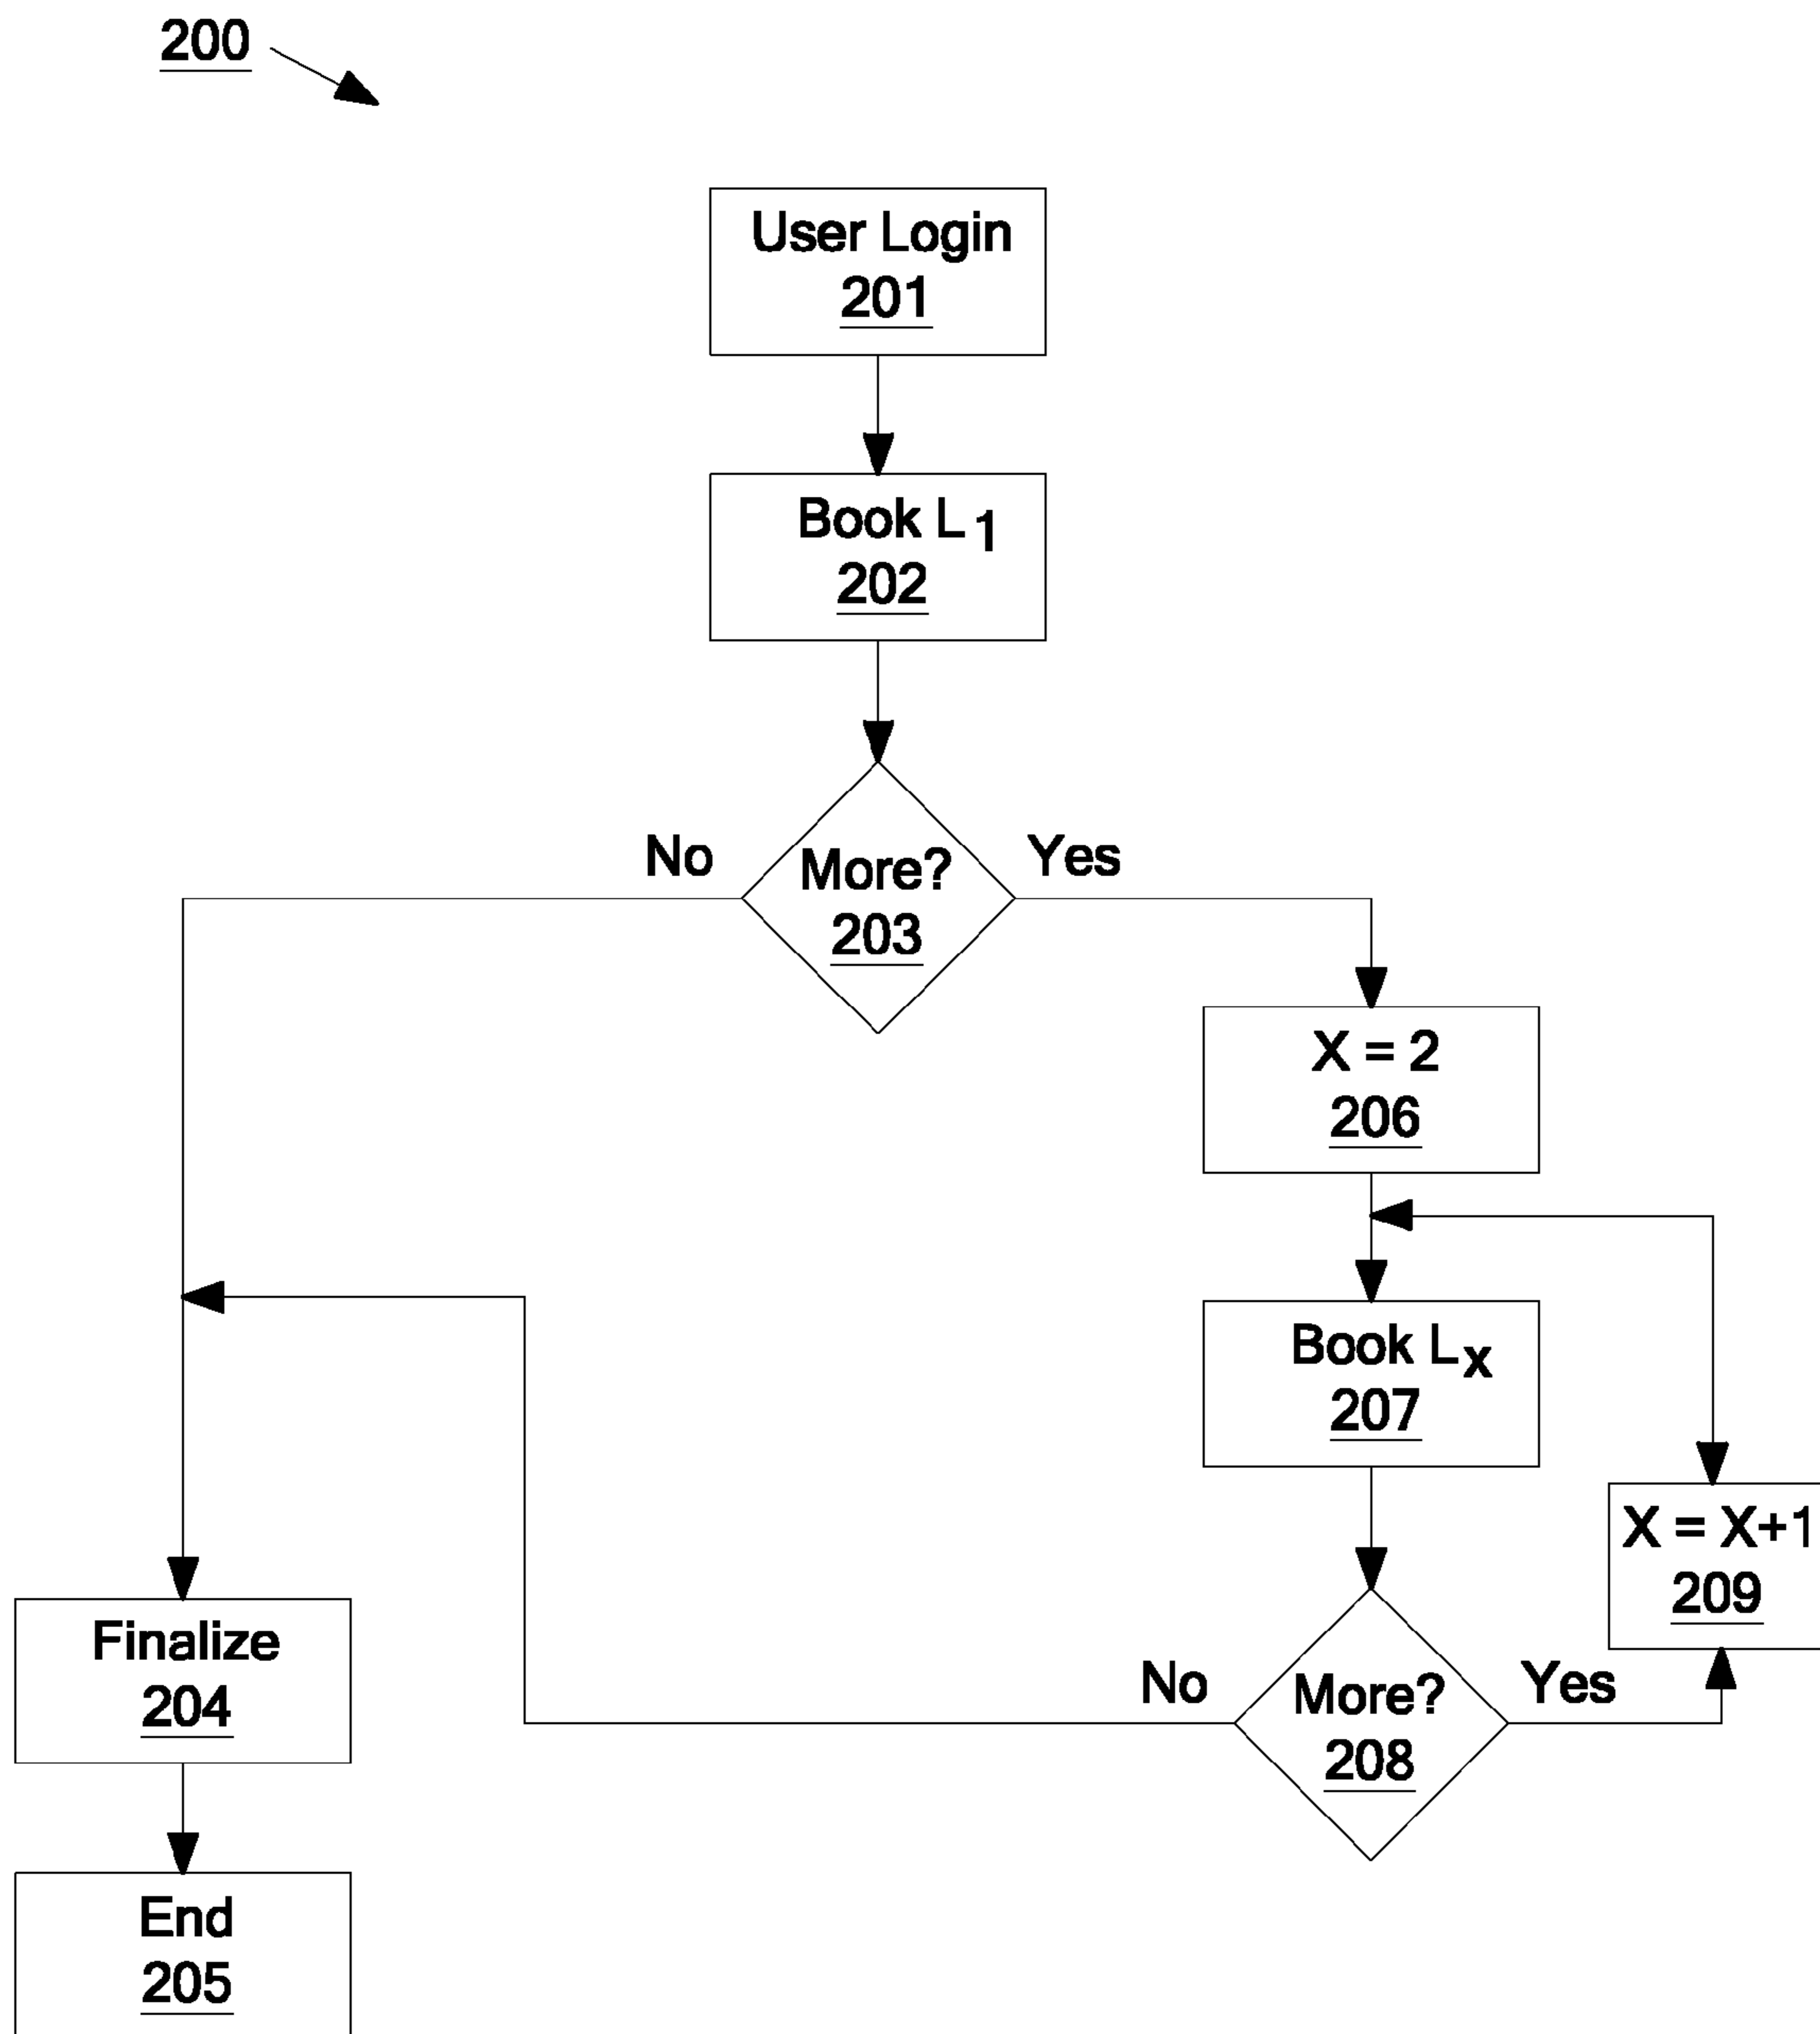 200
User Login
201
Book L1
202
No
More?
Yes
203
X = 2
206
Book Lx
207
X = X+1
209
Finalize
204
No
More?
Yes
208
End
205